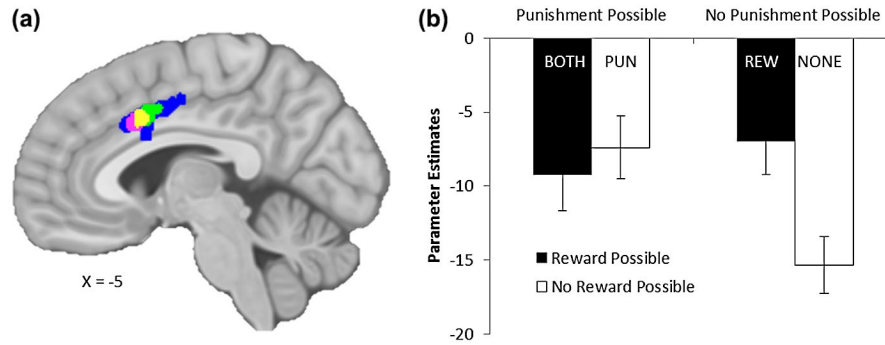 (a)
X = -5
(b)
Punishment Possible No Punishment Possible
0
BOTH PUN REW NONE
-5
-10
-15
-20
Parameter Estimates
Reward Possible
No Reward Possible